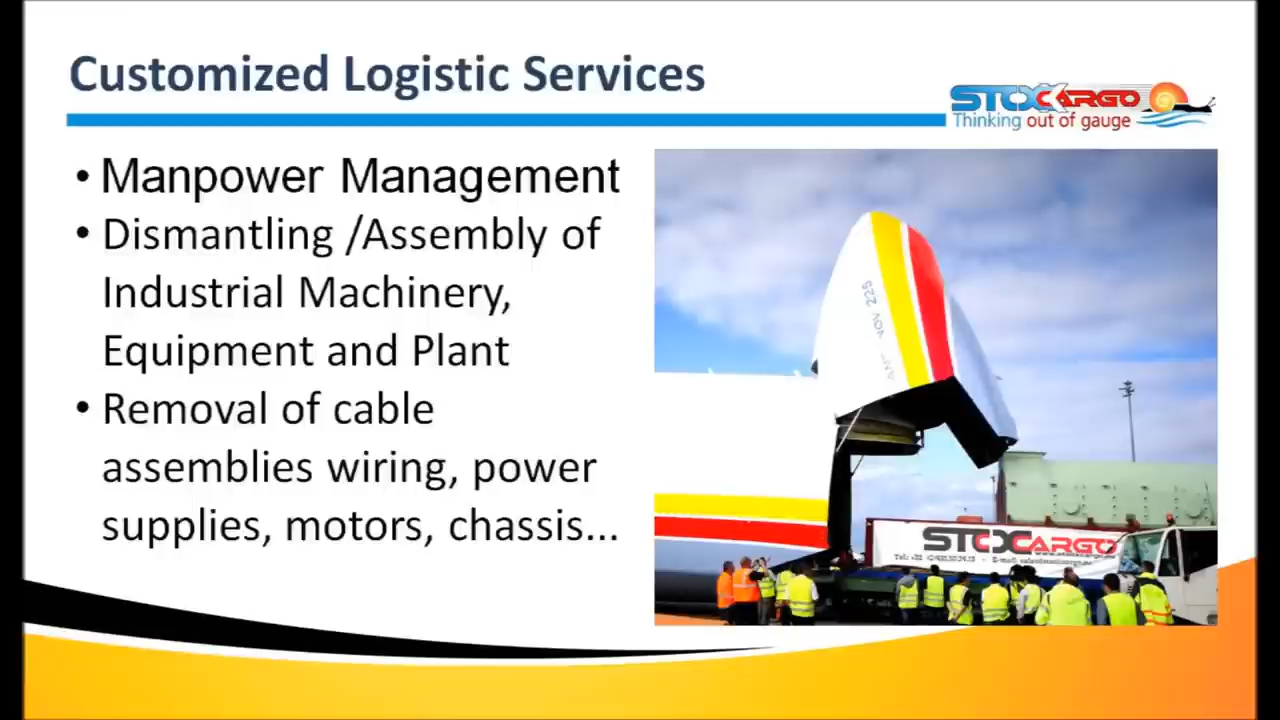 Customized Logistic Services
STOXCARGO
Thinking out of gauge
• Manpower Management
• Dismantling /Assembly of
Industrial Machinery,
Equipment and Plant
• Removal of cable
assemblies wiring, power
supplies, motors, chassis...
225
STOXCARGO